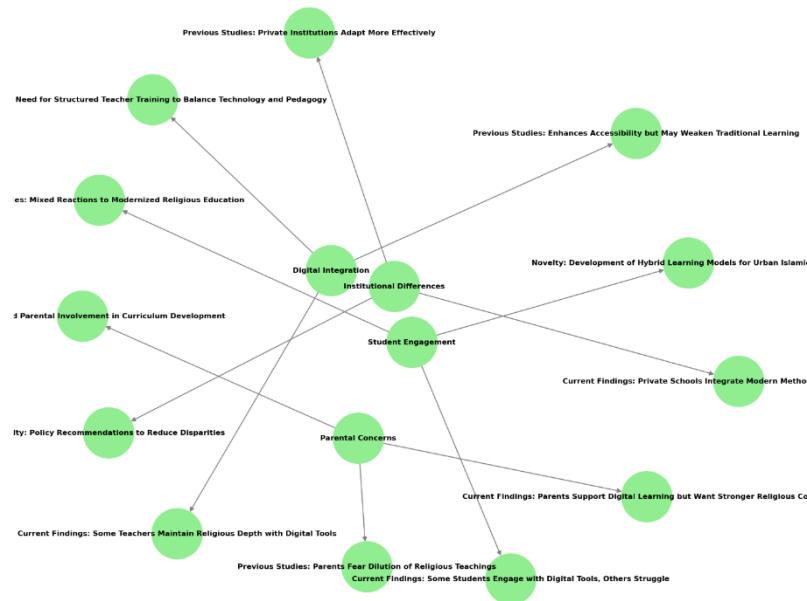 Previous Studies: Private Institutions Adapt More Effectively
Need for Structured Teacher Training to Balance Technology and Pedagogy
Previous Studies: Enhances Accessibility but May Weaken Traditional Learning
Mixed Reactions to Modernized Religious Education
Novelty: Development of Hybrid Learning Models for Urban
Digital Integration
Institutional Differences
Parental Involvement in Curriculum Development
Student Engagement
Current Findings: Private Schools Integrate Modern
Policy Recommendations to Reduce Disparities
Parental Concerns
Current Findings: Parents Support Digital Learning but Want Stronger Religious
Current Findings: Some Teachers Maintain Religious Depth with Digital Tools
Previous Studies: Parents Fear Dilution of Religious Teachings
Current Findings: Some Students Engage with Digital Tools, Others Struggle